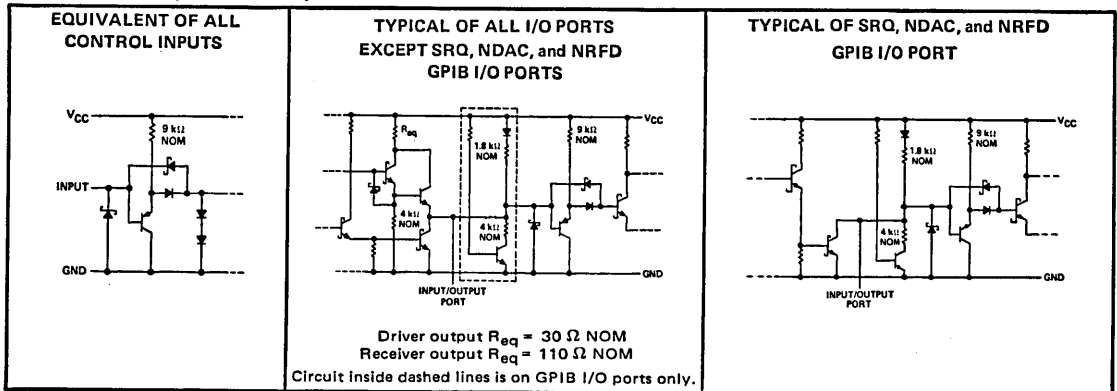 EQUIVALENT OF ALL
CONTROL INPUTS
VCC
9 kΩ
NOM
INPUT
GND
TYPICAL OF ALL I/O PORTS
EXCEPT SRQ, NDAC, and NRFD
GPIB I/O PORTS
Req
1.8 kΩ
NOM
9 kΩ
NOM
VCC
4 kΩ
NOM
4 kΩ
NOM
GND
INPUT/OUTPUT
PORT
Driver output Req = 30 Ω NOM
Receiver output Req = 110 Ω NOM
Circuit inside dashed lines is on GPIB I/O ports only.
TYPICAL OF SRQ, NDAC, and NRFD
GPIB I/O PORT
VCC
1.8 kΩ
NOM
9 kΩ
NOM
4 kΩ
NOM
GND
INPUT/OUTPUT
PORT